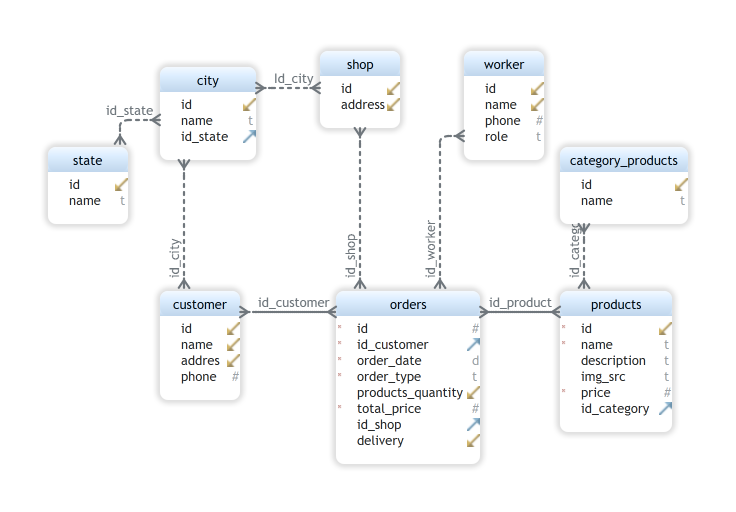 shop
id
address
worker
id
name
phone #
role t
city
id
name t
id_state
Id_city
id_state
state
id
name t
category_products
id
name t
id_city
id_shop
id_worker
customer
id
name
addres
phone #
id_customer
orders
* id #
* id_customer
* order_date d
* order_type t
products_quantity
* total_price #
id_shop
delivery
id_product
products
* id
* name t
description t
img_src t
* price #
id_category